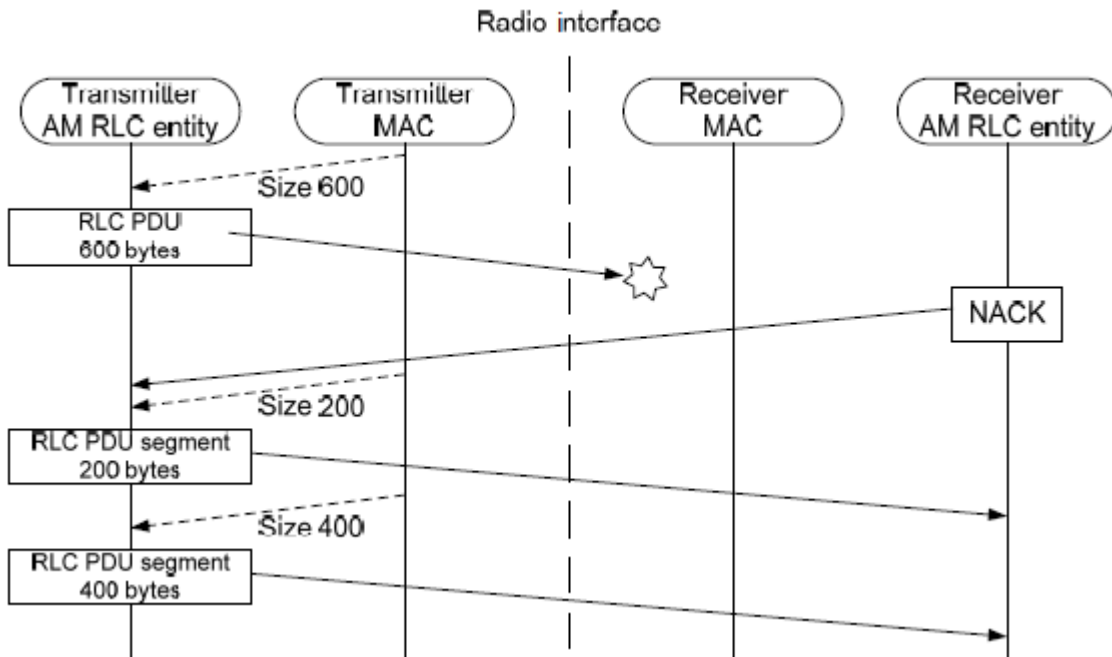 Radio interface
Transmitter
AM RLC entity
Transmitter
MAC
Receiver
MAC
Receiver
AM RLC entity
Size 600
RLC PDU
600 bytes
NACK
Size 200
RLC PDU segment
200 bytes
Size 400
RLC PDU segment
400 bytes